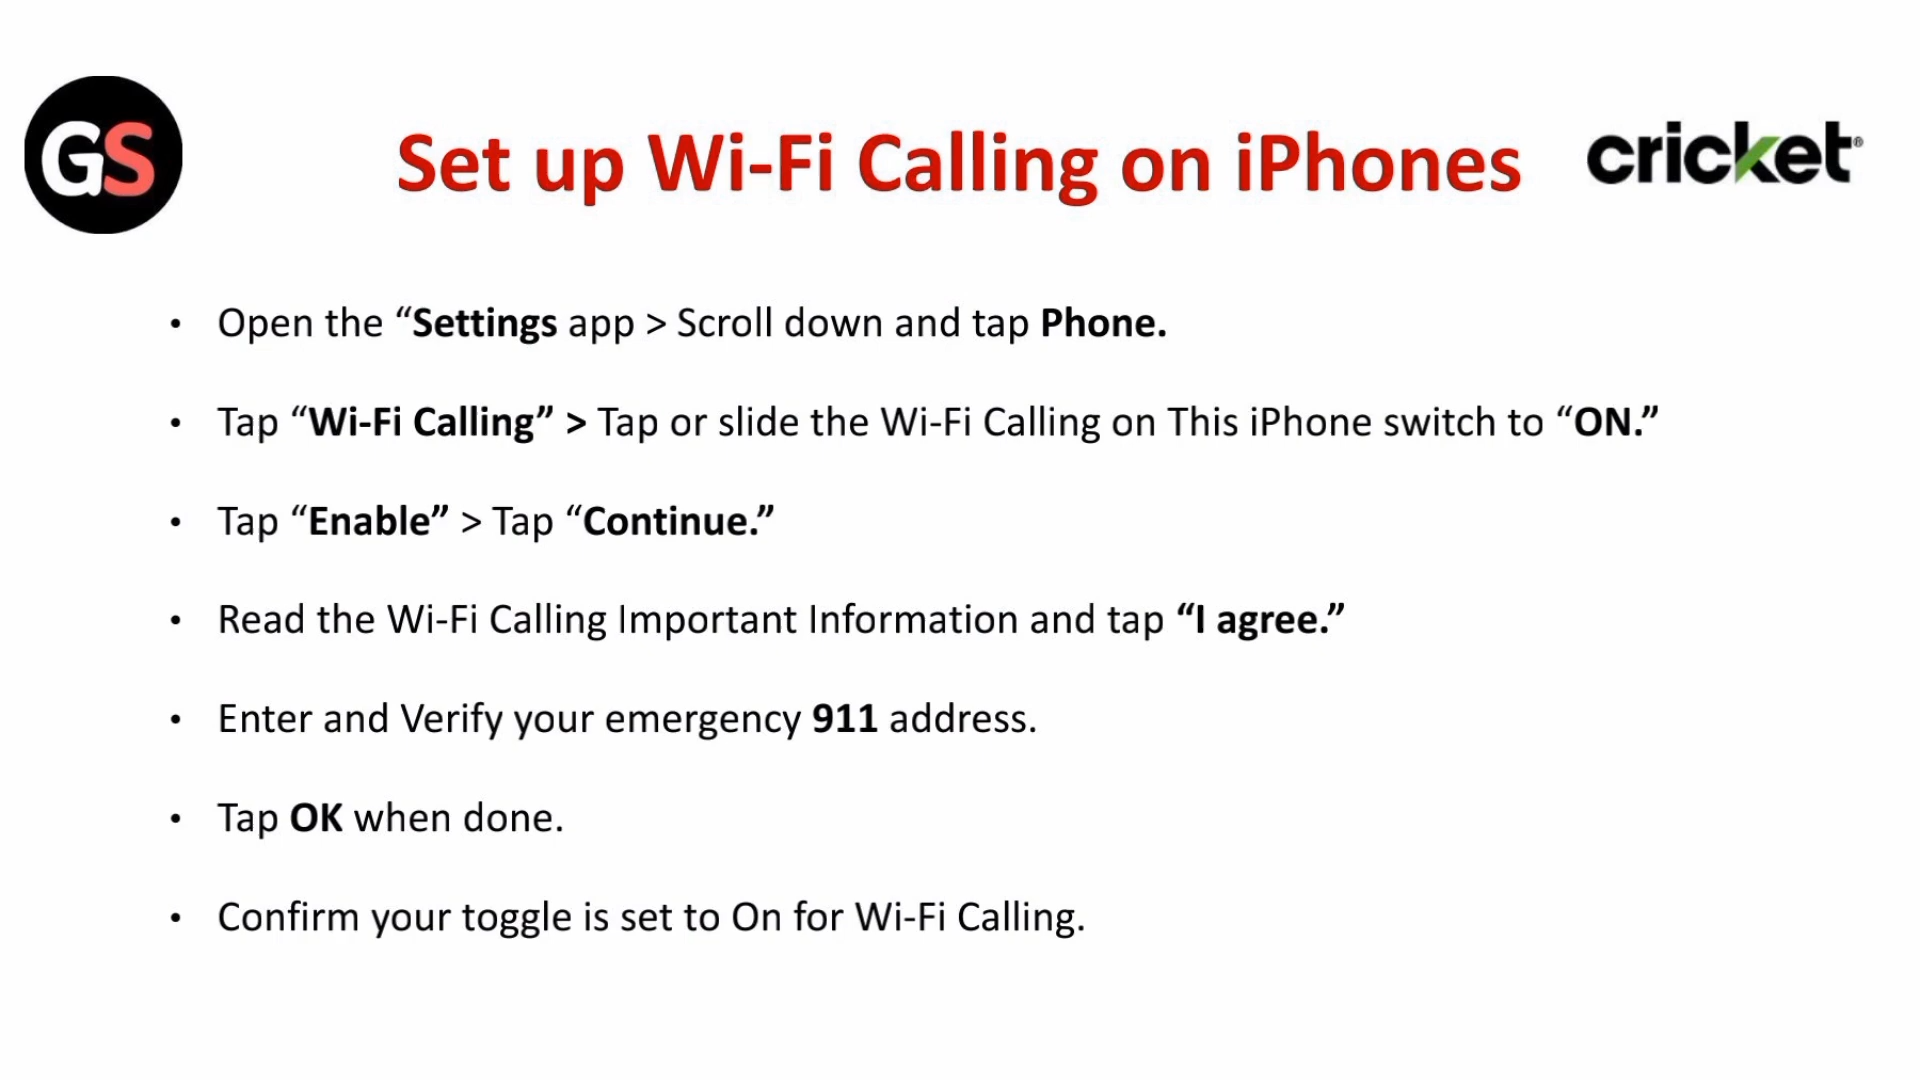 GS
Set up Wi-Fi Calling on iPhones
cricket®
• Open the “Settings app > Scroll down and tap Phone.
• Tap “Wi-Fi Calling” > Tap or slide the Wi-Fi Calling on This iPhone switch to “ON.”
• Tap “Enable” > Tap “Continue.”
• Read the Wi-Fi Calling Important Information and tap “I agree.”
• Enter and Verify your emergency 911 address.
• Tap OK when done.
• Confirm your toggle is set to On for Wi-Fi Calling.